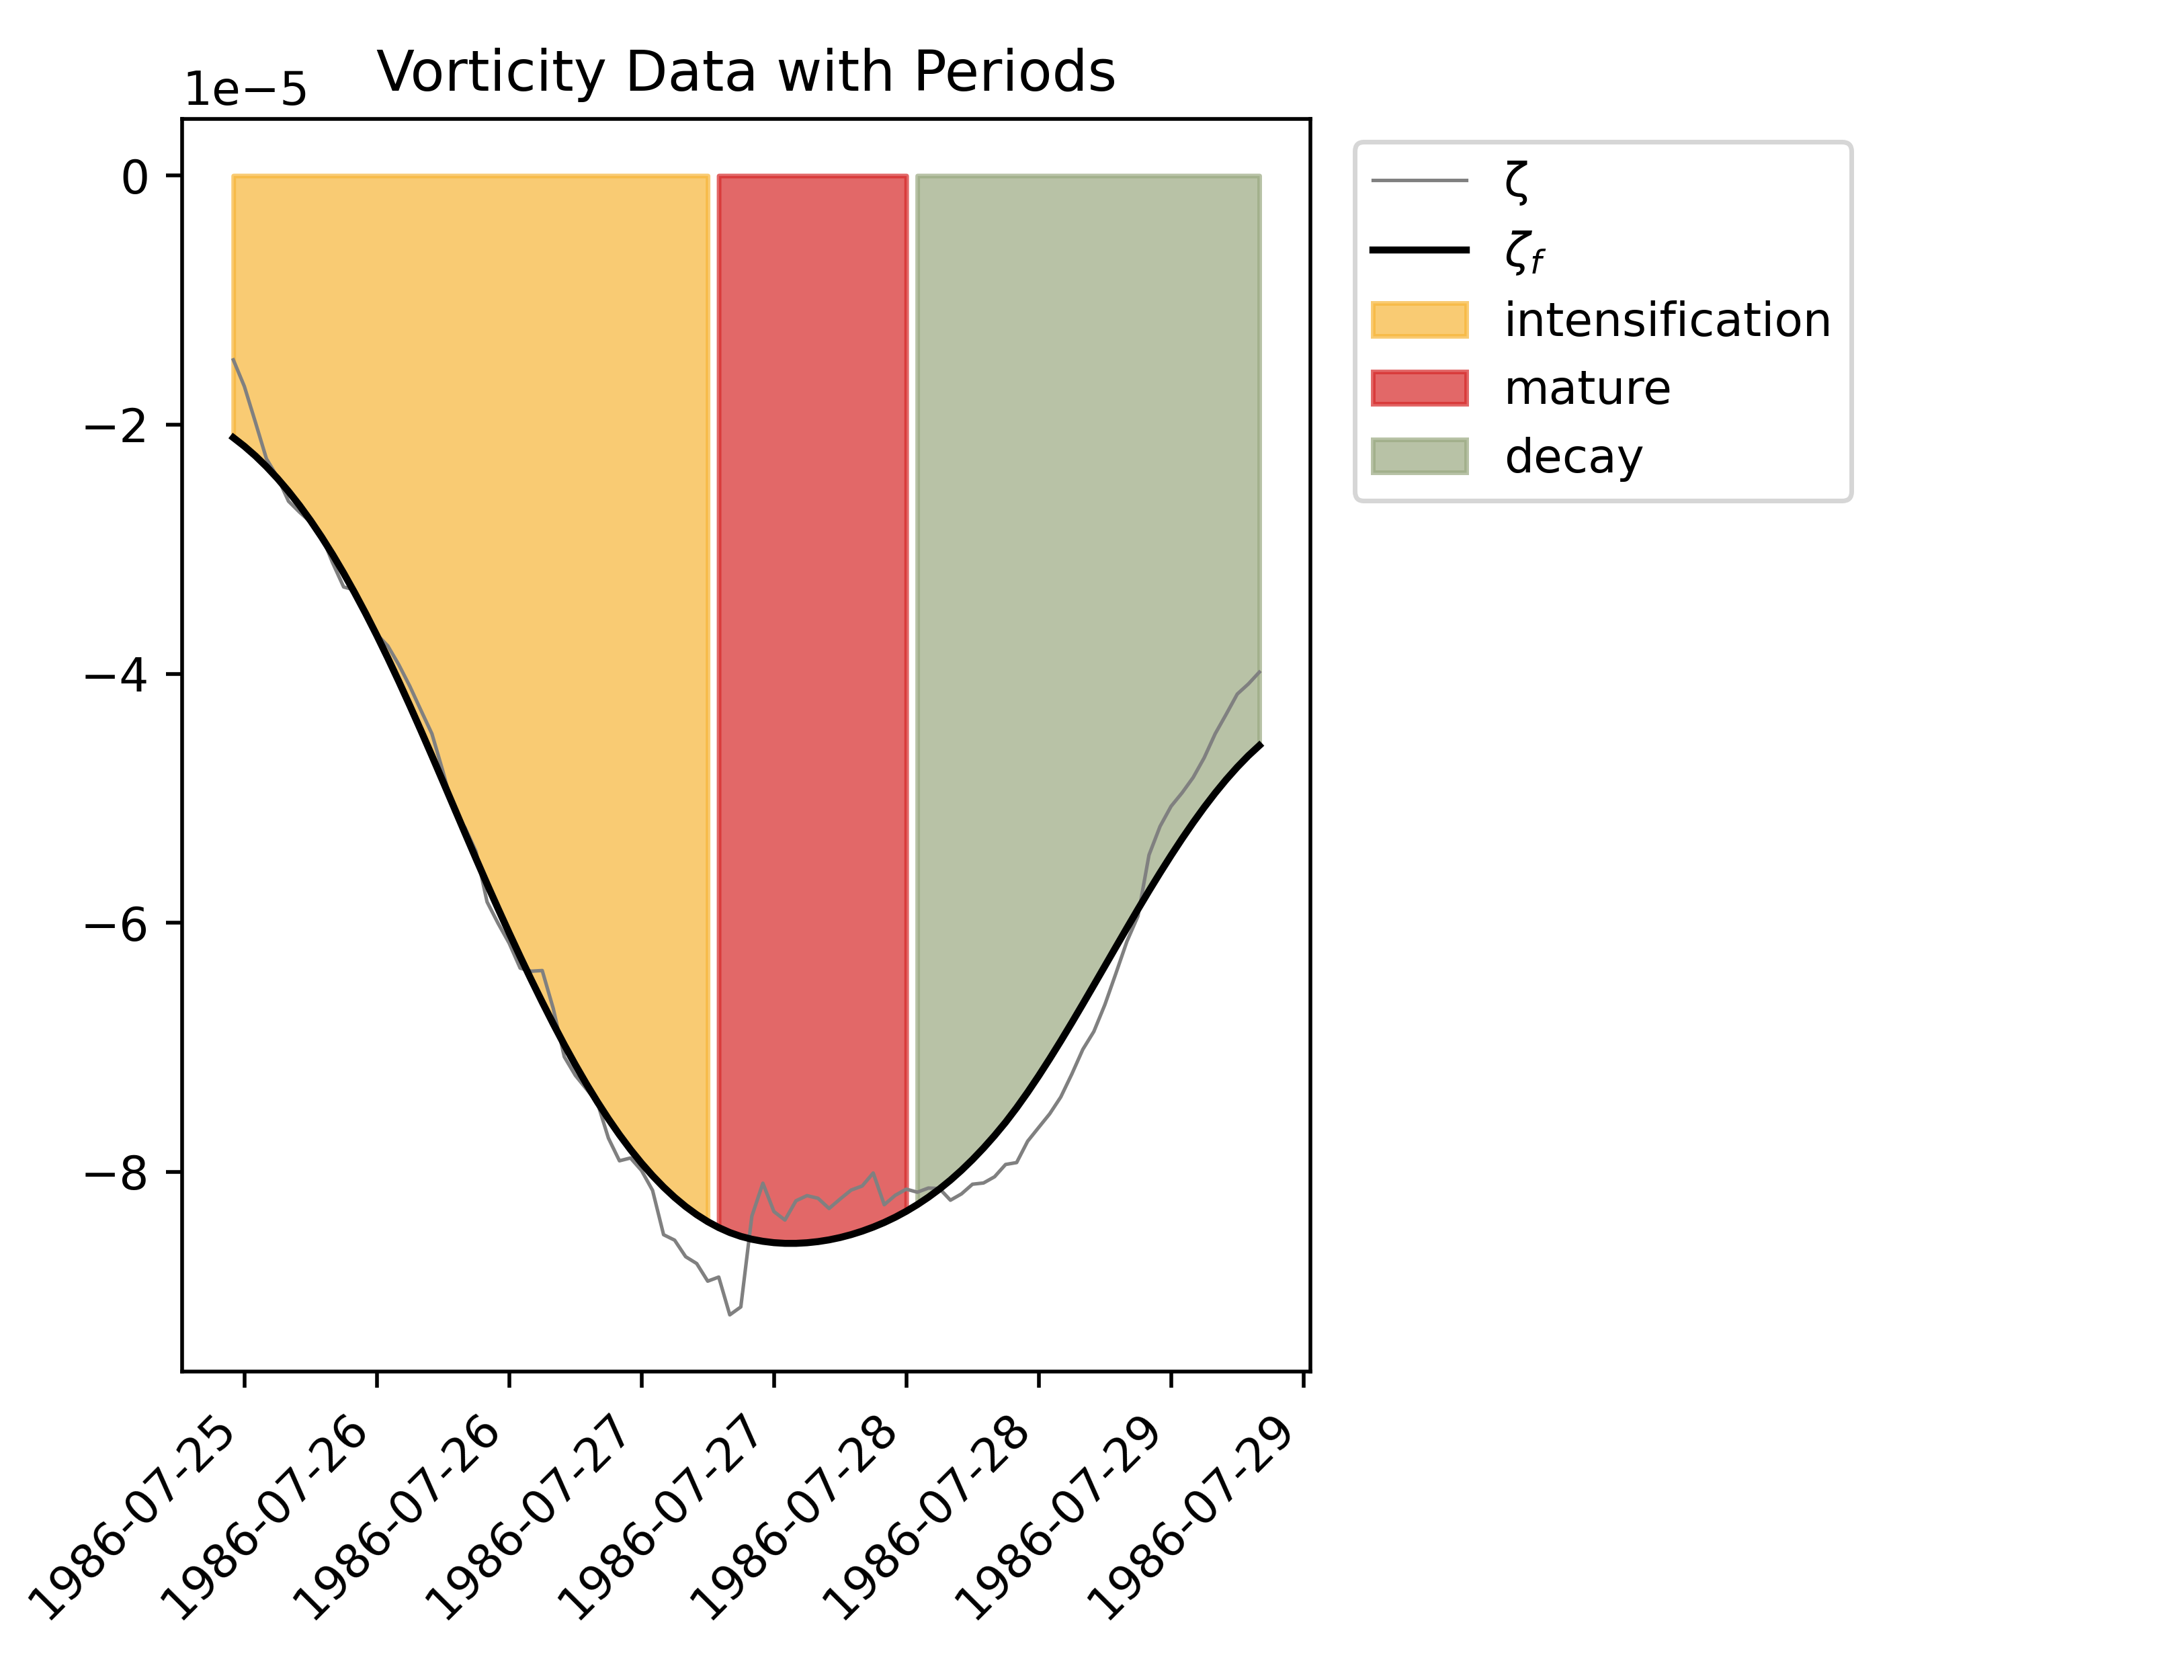 Vorticity Data with Periods
1e−5
0
−2
−4
−6
−8
1986-07-25
1986-07-26
1986-07-26
1986-07-27
1986-07-27
1986-07-28
1986-07-28
1986-07-29
1986-07-29
ζ
ζf
intensification
mature
decay